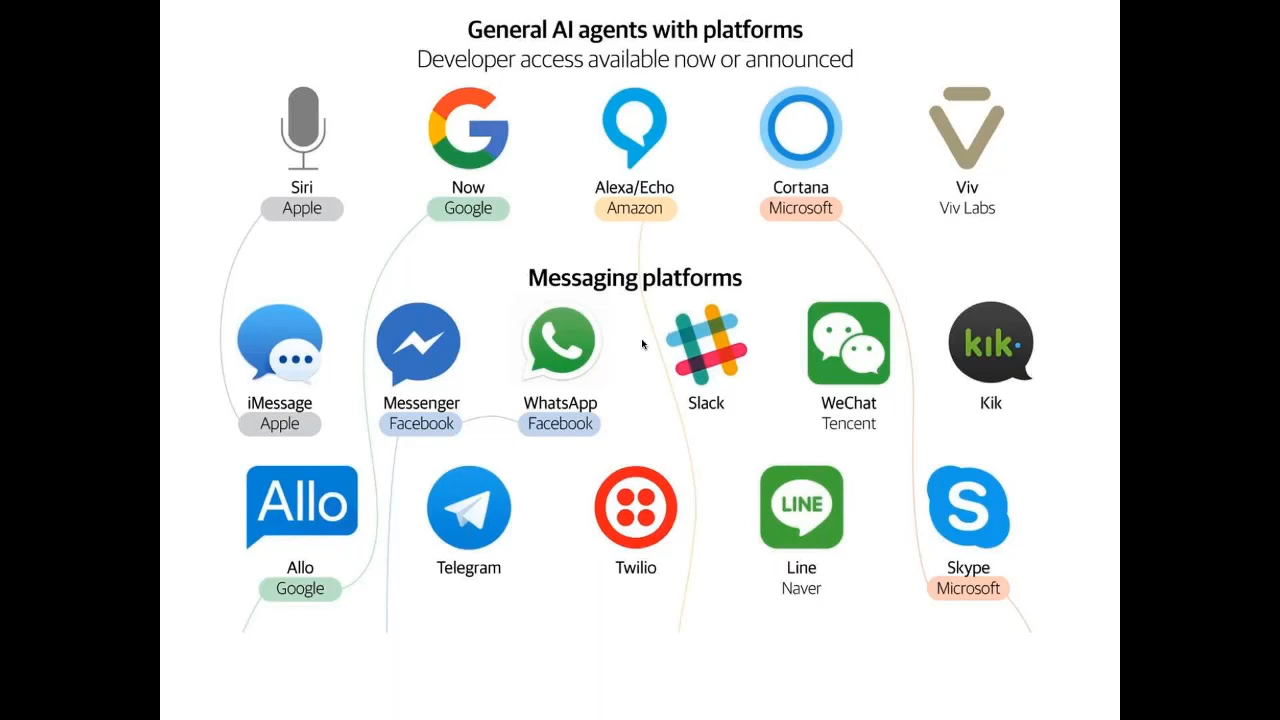 General AI agents with platforms
Developer access available now or announced
Siri
Apple
Now
Google
Alexa/Echo
Amazon
Cortana
Microsoft
Viv
Viv Labs
Messaging platforms
kik.
iMessage
Apple
Messenger
Facebook
WhatsApp
Facebook
Slack
WeChat
Tencent
Kik
Allo
LINE
S
Allo
Google
Telegram
Twilio
Line
Naver
Skype
Microsoft